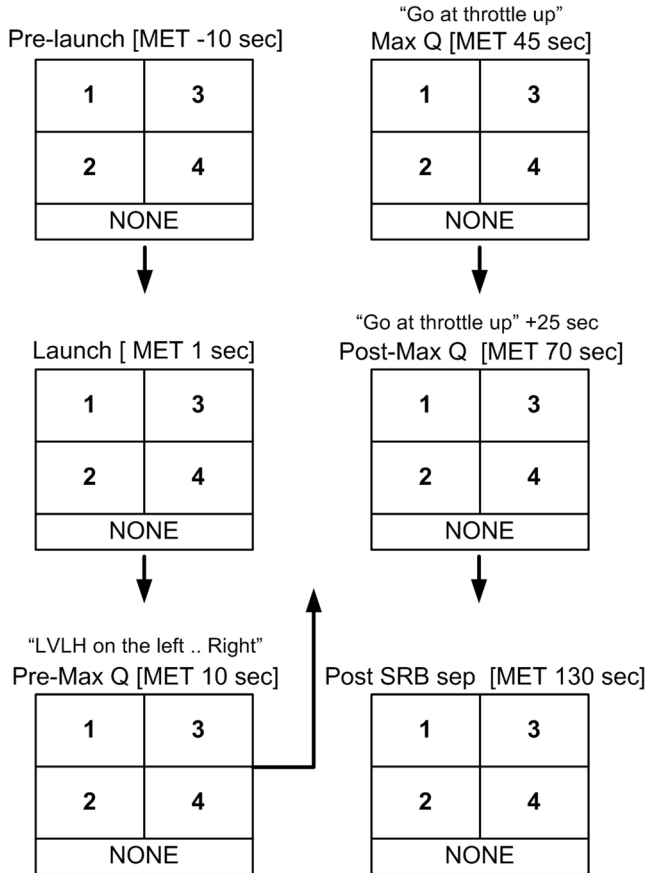 Pre-launch [MET -10 sec]
1 3
2 4
NONE
Launch [ MET 1 sec]
1 3
2 4
NONE
“LVLH on the left .. Right”
Pre-Max Q [MET 10 sec]
1 3
2 4
NONE
“Go at throttle up”
Max Q [MET 45 sec]
1 3
2 4
NONE
“Go at throttle up” +25 sec
Post-Max Q [MET 70 sec]
1 3
2 4
NONE
Post SRB sep [MET 130 sec]
1 3
2 4
NONE